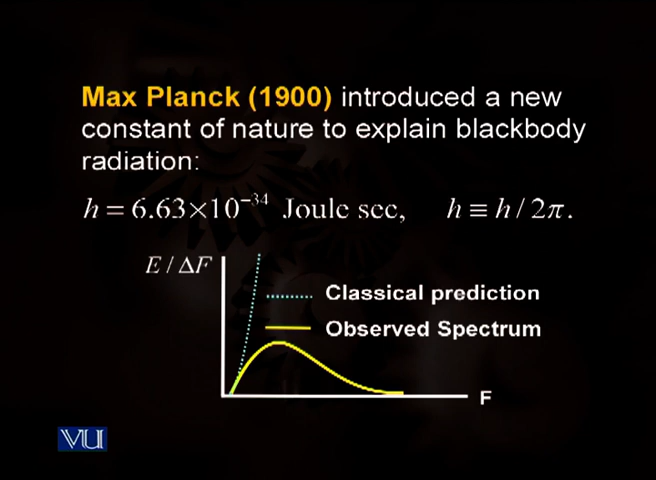 Max Planck (1900) introduced a new
constant of nature to explain blackbody
radiation:
h = 6.63×10⁻³⁴ Joule sec, h ≡ h / 2π.
E / ΔF
Classical prediction
Observed Spectrum
F
VU